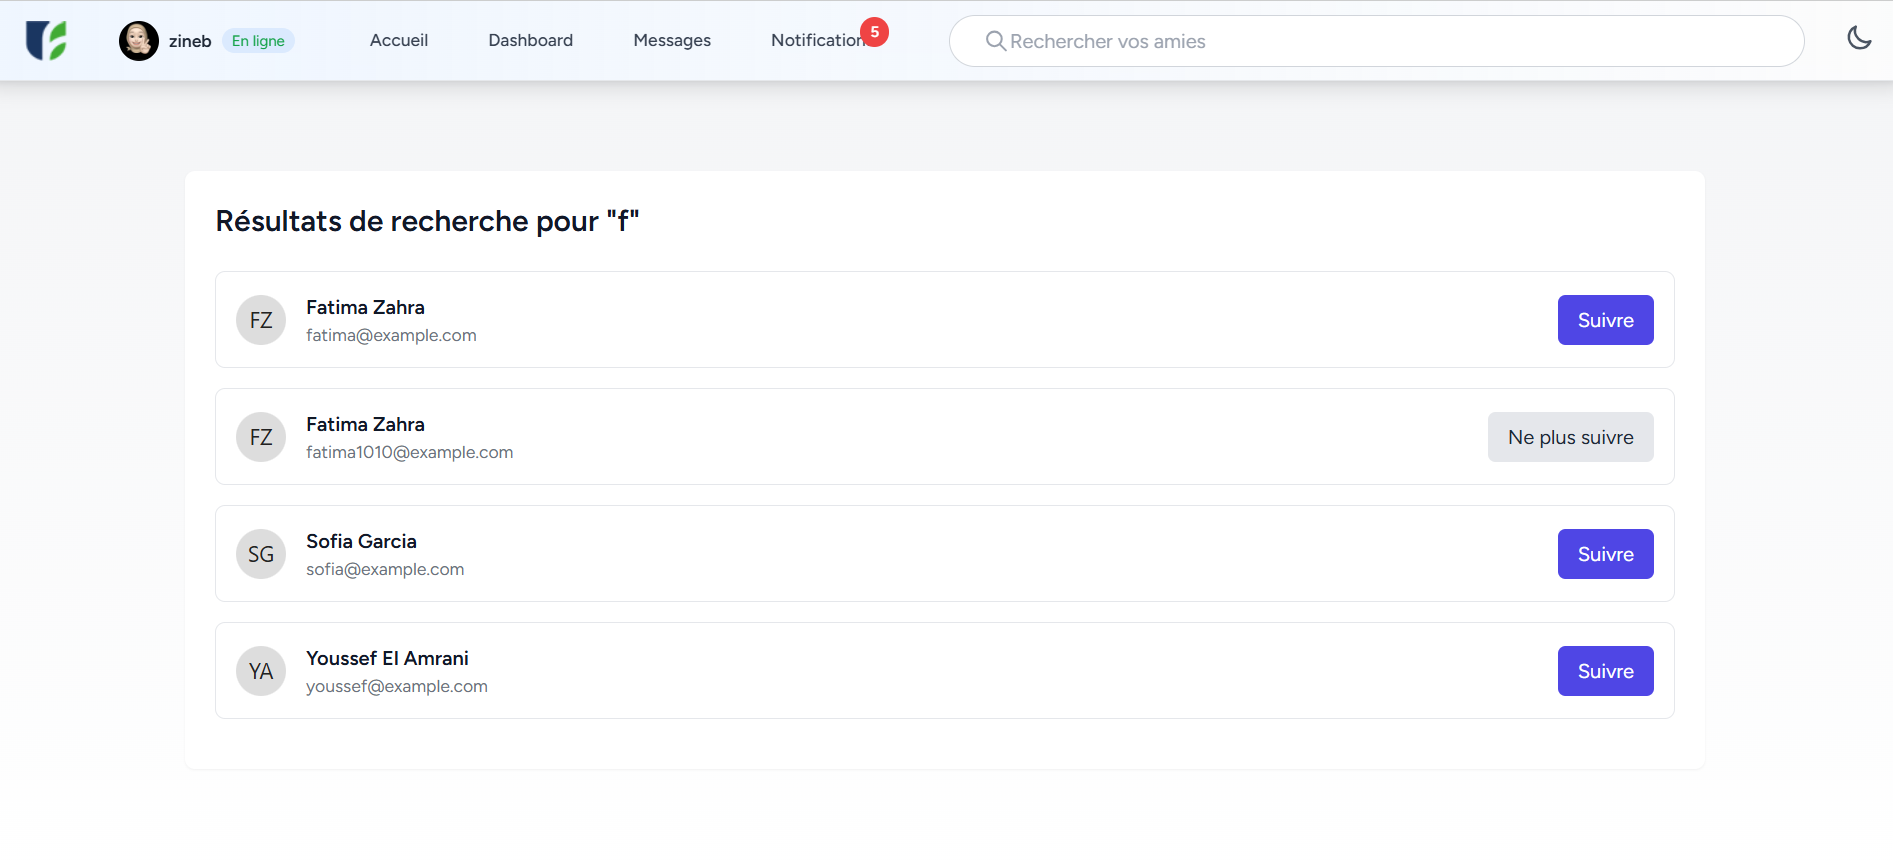 zineb En ligne Accueil Dashboard Messages Notification 5 Rechercher vos amies
Résultats de recherche pour "f"
FZ Fatima Zahra Suivre
fatima@example.com
FZ Fatima Zahra Ne plus suivre
fatima1010@example.com
SG Sofia Garcia Suivre
sofia@example.com
YA Youssef El Amrani Suivre
youssef@example.com